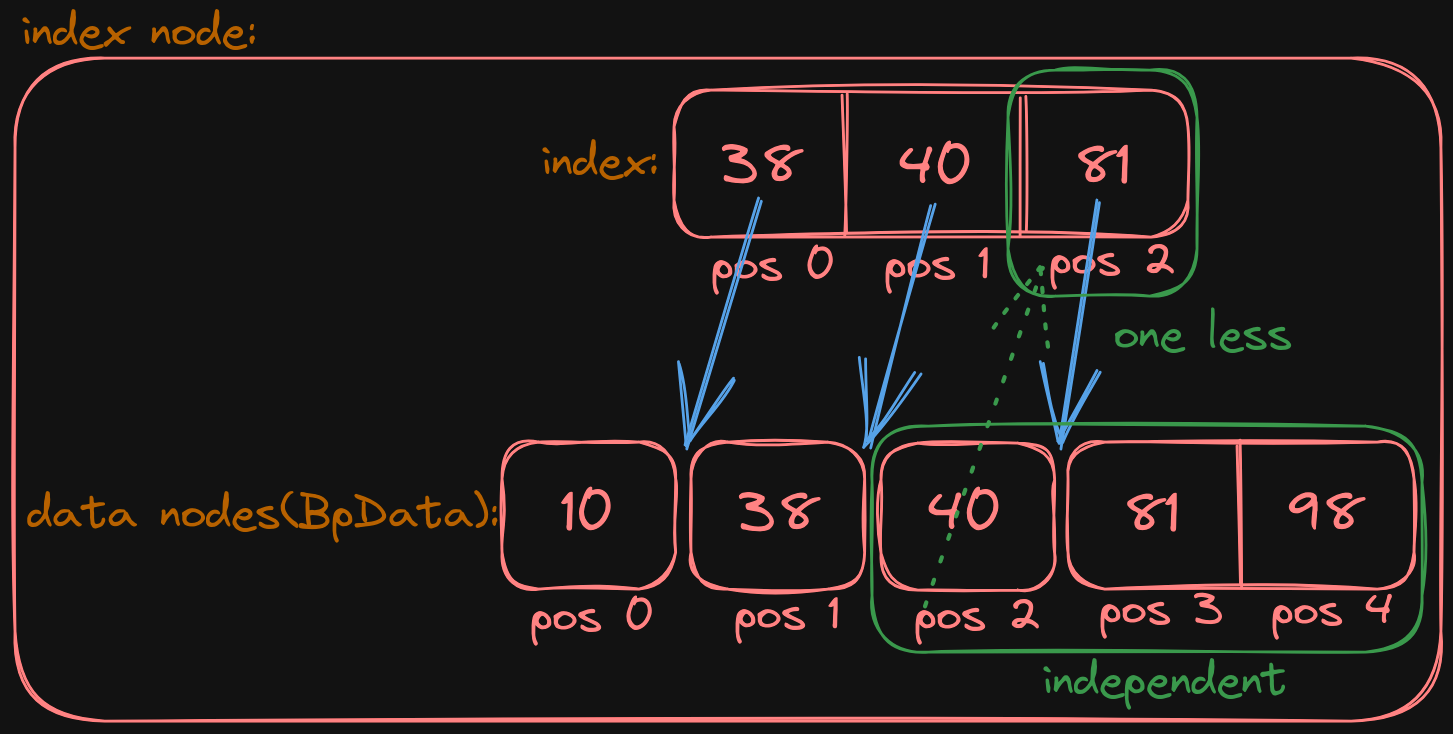 index node:
index: 38 40 81
pos 0 pos 1 pos 2
one less
data nodes(BpData): 10 38 40 81 98
pos 0 pos 1 pos 2 pos 3 pos 4
independent